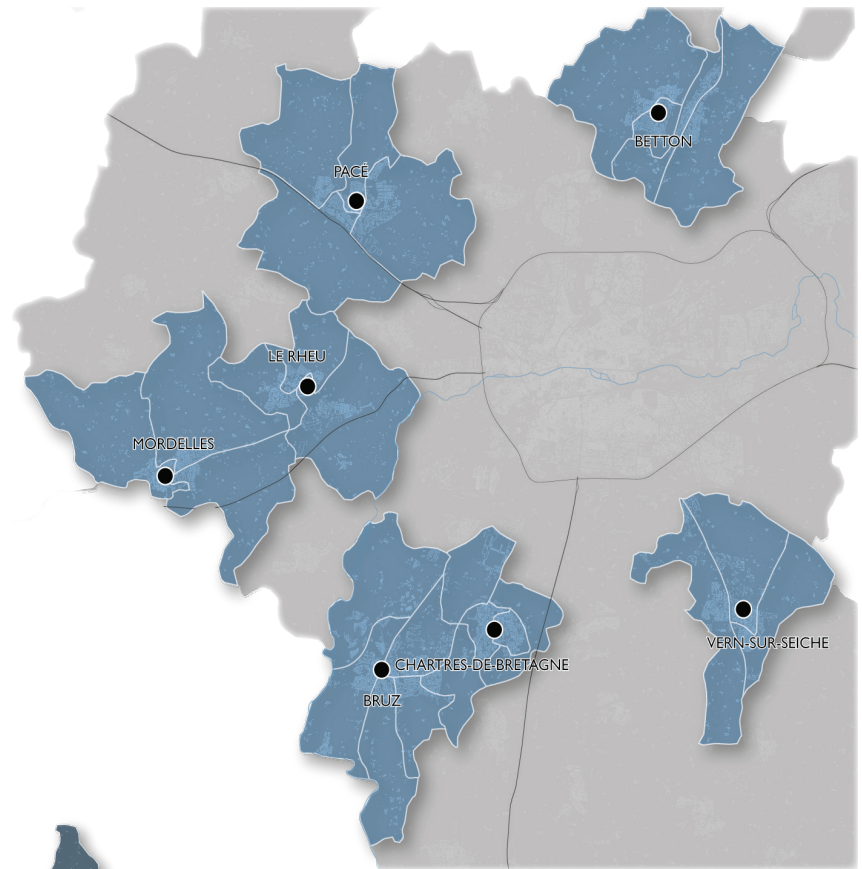 BETTON
PACÉ
LE RHEU
MORDELLES
VERN-SUR-SEICHE
CHARTRES-DE-BRETAGNE
BRUZ